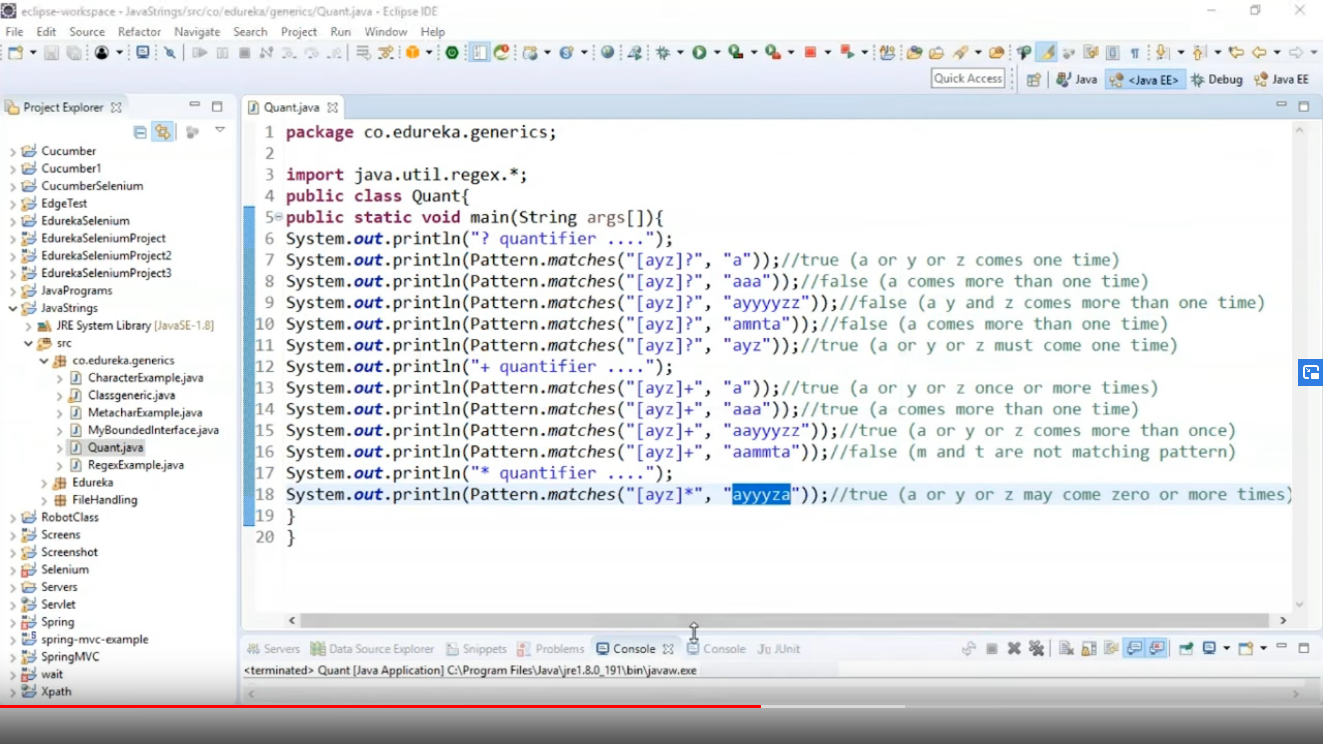 eclipse-workspace - JavaStrings/src/co/edureka/generics/Quant.java - Eclipse IDE
File Edit Source Refactor Navigate Search Project Run Window Help
Quick Access Java <Java EE> Debug Java EE
Project Explorer
Cucumber
Cucumber1
CucumberSelenium
EdgeTest
EdurekaSelenium
EdurekaSeleniumProject
EdurekaSeleniumProject2
EdurekaSeleniumProject3
JavaPrograms
JavaStrings
JRE System Library [JavaSE-1.8]
src
co.edureka.generics
CharacterExample.java
Classgeneric.java
MetacharExample.java
MyBoundedInterface.java
Quant.java
RegexExample.java
Edureka
FileHandling
RobotClass
Screens
Screenshot
Selenium
Servers
Servlet
Spring
spring-mvc-example
SpringMVC
wait
Xpath
Quant.java
1 package co.edureka.generics;
2
3 import java.util.regex.*;
4 public class Quant{
5 public static void main(String args[]){
6 System.out.println("? quantifier ....");
7 System.out.println(Pattern.matches("[ayz]?", "a"));//true (a or y or z comes one time)
8 System.out.println(Pattern.matches("[ayz]?", "aaa"));//false (a comes more than one time)
9 System.out.println(Pattern.matches("[ayz]?", "ayyyyzz"));//false (a y and z comes more than one time)
10 System.out.println(Pattern.matches("[ayz]?", "amnta"));//false (a comes more than one time)
11 System.out.println(Pattern.matches("[ayz]?", "ayz"));//true (a or y or z must come one time)
12 System.out.println("+ quantifier ....");
13 System.out.println(Pattern.matches("[ayz]+", "a"));//true (a or y or z once or more times)
14 System.out.println(Pattern.matches("[ayz]+", "aaa"));//true (a comes more than one time)
15 System.out.println(Pattern.matches("[ayz]+", "aayyyzz"));//true (a or y or z comes more than once)
16 System.out.println(Pattern.matches("[ayz]+", "aammta"));//false (m and t are not matching pattern)
17 System.out.println("* quantifier ....");
18 System.out.println(Pattern.matches("[ayz]*", "ayyyza"));//true (a or y or z may come zero or more times)
19 }
20 }
Servers Data Source Explorer Snippets Problems Console Console JUnit
<terminated> Quant [Java Application] C:\Program Files\Java\jre1.8.0_191\bin\javaw.exe